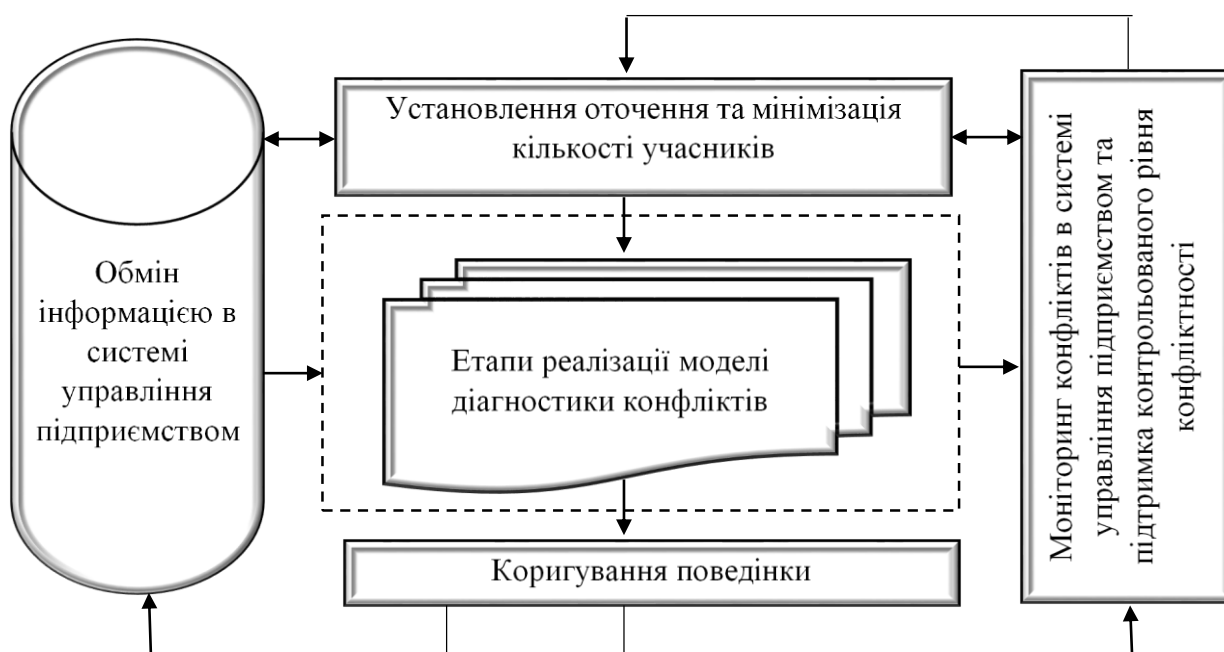 Установлення оточення та мінімізація
кількості учасників
Обмін
інформацією в
системі
управління
підприємством
Етапи реалізації моделі
діагностики конфліктів
Коригування поведінки
Моніторинг конфліктів в системі
управління підприємством та
підтримка контрольованого рівня
конфліктності